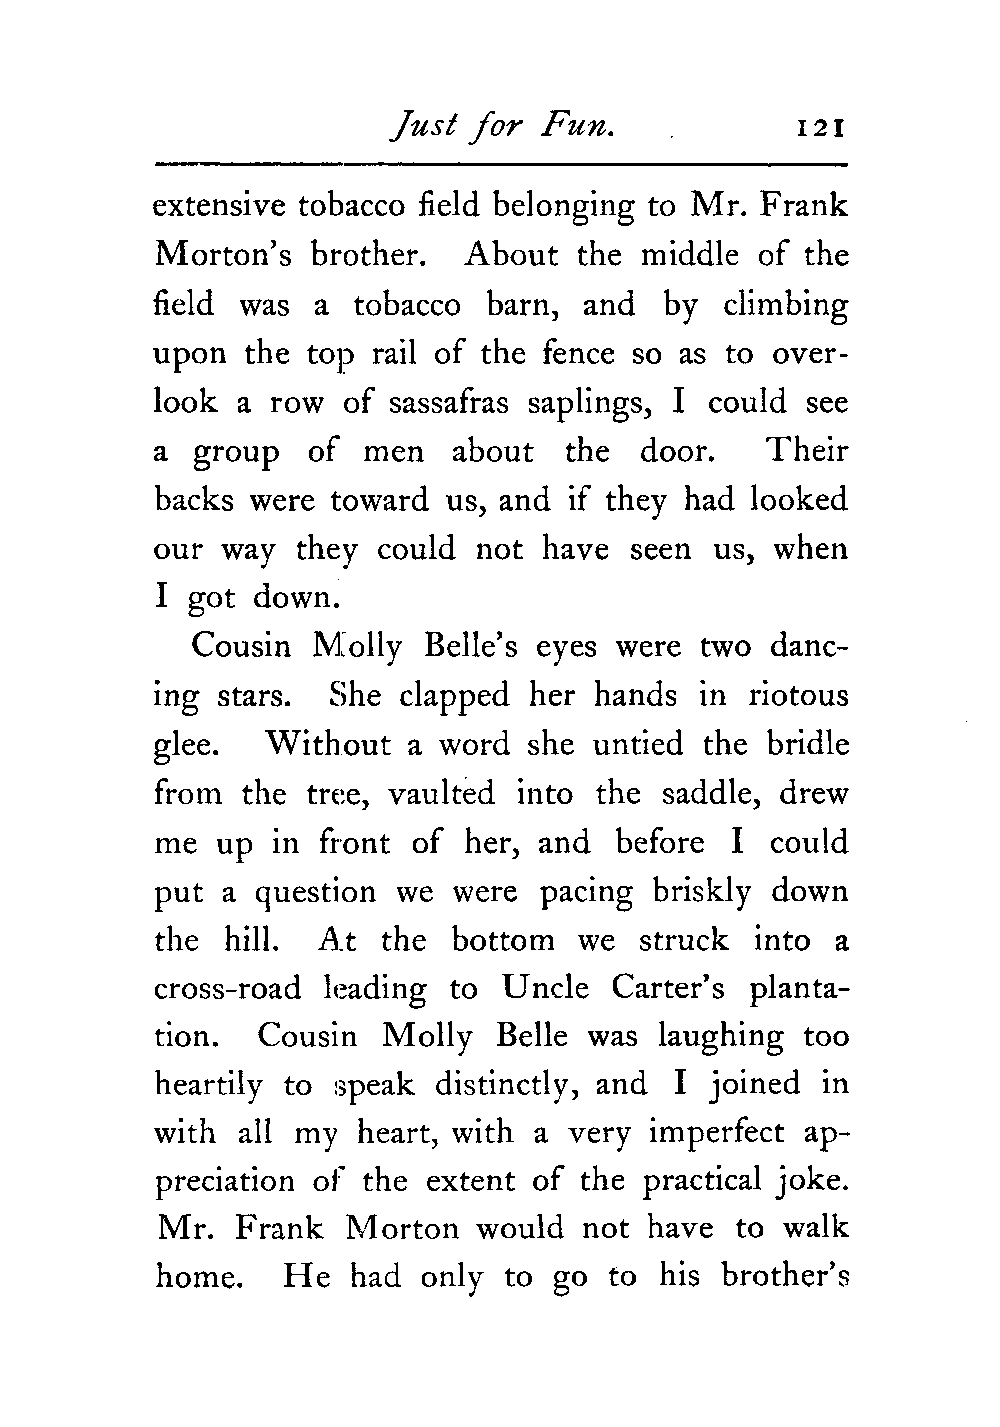 Just for Fun. 121
extensive tobacco field belonging to Mr. Frank
Morton's brother. About the middle of the
field was a tobacco barn, and by climbing
upon the top rail of the fence so as to over-
look a row of sassafras saplings, I could see
a group of men about the door. Their
backs were toward us, and if they had looked
our way they could not have seen us, when
I got down.
Cousin Molly Belle's eyes were two danc-
ing stars. She clapped her hands in riotous
glee. Without a word she untied the bridle
from the tree, vaulted into the saddle, drew
me up in front of her, and before I could
put a question we were pacing briskly down
the hill. At the bottom we struck into a
cross-road leading to Uncle Carter's planta-
tion. Cousin Molly Belle was laughing too
heartily to speak distinctly, and I joined in
with all my heart, with a very imperfect ap-
preciation of the extent of the practical joke.
Mr. Frank Morton would not have to walk
home. He had only to go to his brother's